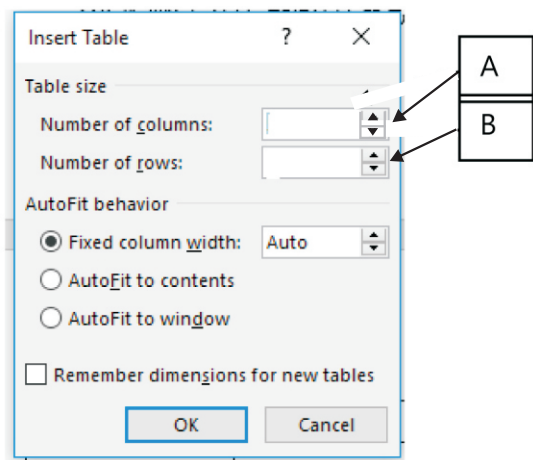 Insert Table ?
Table size
Number of columns:
Number of rows:
AutoFit behavior
Fixed column width: Auto
AutoFit to contents
AutoFit to window
Remember dimensions for new tables
OK Cancel
A
B